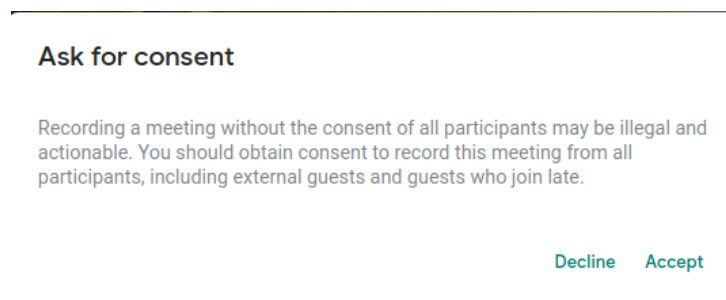 Ask for consent
Recording a meeting without the consent of all participants may be illegal and
actionable. You should obtain consent to record this meeting from all
participants, including external guests and guests who join late.
Decline Accept